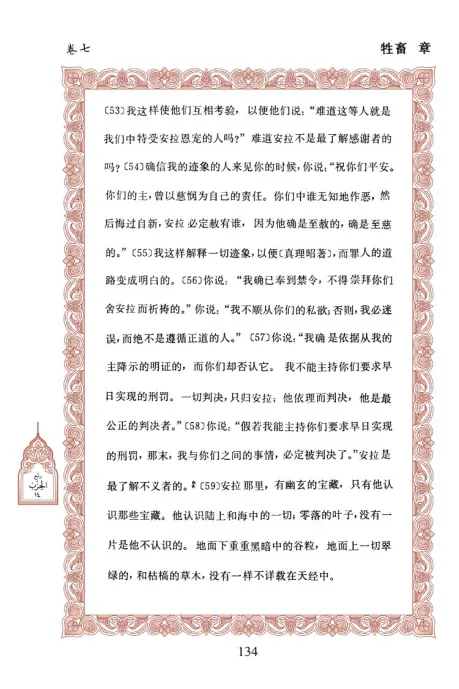 卷七
牲畜 章
(53)我这样使他们互相考验，以便他们说：“难道这等人就是
我们中特受安拉恩宠的人吗？”难道安拉不是最了解感谢者的
吗？(54)确信我的迹象的人来见你的时候，你说：“祝你们平安。
你们的主，曾以慈悯为自己的责任。你们中谁无知地作恶，然
后悔过自新，安拉必定赦宥谁，因为他确是至赦的，确是至慈
的。”(55)我这样解释一切迹象，以便〔真理昭著〕，而罪人的道
路变成明白的。(56)你说：“我确已奉到禁令，不得崇拜你们
舍安拉而祈祷的。”你说：“我不顺从你们的私欲；否则，我必迷
误，而绝不是遵循正道的人。”(57)你说：“我确是依据从我的
主降示的明证的，而你们却否认它。我不能主持你们要求早
日实现的刑罚。一切判决，只归安拉；他依理而判决，他是最
公正的判决者。”(58)你说：“假若我能主持你们要求早日实现
的刑罚，那末，我与你们之间的事情，必定被判决了。”安拉是
最了解不义者的。(59)安拉那里，有幽玄的宝藏，只有他认
识那些宝藏。他认识陆上和海中的一切；零落的叶子，没有一
片是他不认识的。地面下重重黑暗中的谷粒，地面上一切翠
绿的，和枯槁的草木，没有一样不详载在天经中。
ربع
الحزب
١٤
134